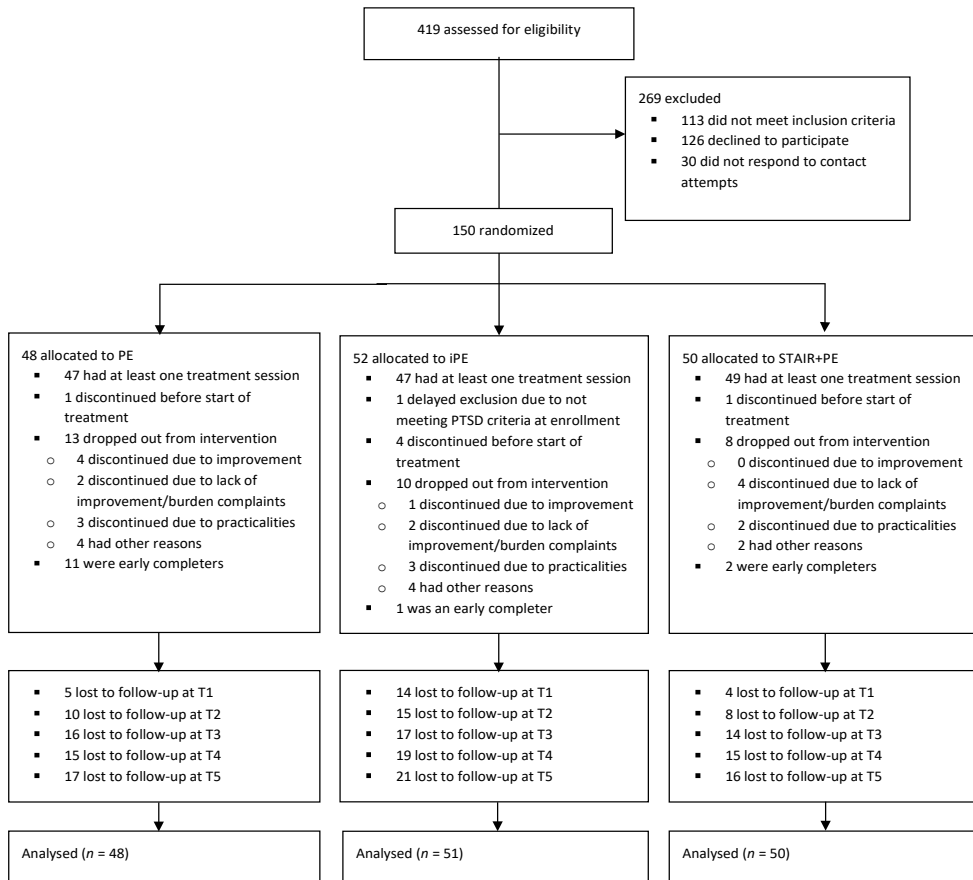 419 assessed for eligibility
269 excluded
▪ 113 did not meet inclusion criteria
▪ 126 declined to participate
▪ 30 did not respond to contact
attempts
150 randomized
48 allocated to PE
▪ 47 had at least one treatment session
▪ 1 discontinued before start of
treatment
▪ 13 dropped out from intervention
○ 4 discontinued due to improvement
○ 2 discontinued due to lack of
improvement/burden complaints
○ 3 discontinued due to practicalities
○ 4 had other reasons
▪ 11 were early completers
52 allocated to iPE
▪ 47 had at least one treatment session
▪ 1 delayed exclusion due to not
meeting PTSD criteria at enrollment
▪ 4 discontinued before start of
treatment
▪ 10 dropped out from intervention
○ 1 discontinued due to improvement
○ 2 discontinued due to lack of
improvement/burden complaints
○ 3 discontinued due to practicalities
○ 4 had other reasons
▪ 1 was an early completer
50 allocated to STAIR+PE
▪ 49 had at least one treatment session
▪ 1 discontinued before start of
treatment
▪ 8 dropped out from intervention
○ 0 discontinued due to improvement
○ 4 discontinued due to lack of
improvement/burden complaints
○ 2 discontinued due to practicalities
○ 2 had other reasons
▪ 2 were early completers
▪ 5 lost to follow-up at T1
▪ 10 lost to follow-up at T2
▪ 16 lost to follow-up at T3
▪ 15 lost to follow-up at T4
▪ 17 lost to follow-up at T5
▪ 14 lost to follow-up at T1
▪ 15 lost to follow-up at T2
▪ 17 lost to follow-up at T3
▪ 19 lost to follow-up at T4
▪ 21 lost to follow-up at T5
▪ 4 lost to follow-up at T1
▪ 8 lost to follow-up at T2
▪ 14 lost to follow-up at T3
▪ 15 lost to follow-up at T4
▪ 16 lost to follow-up at T5
Analysed (n = 48)
Analysed (n = 51)
Analysed (n = 50)